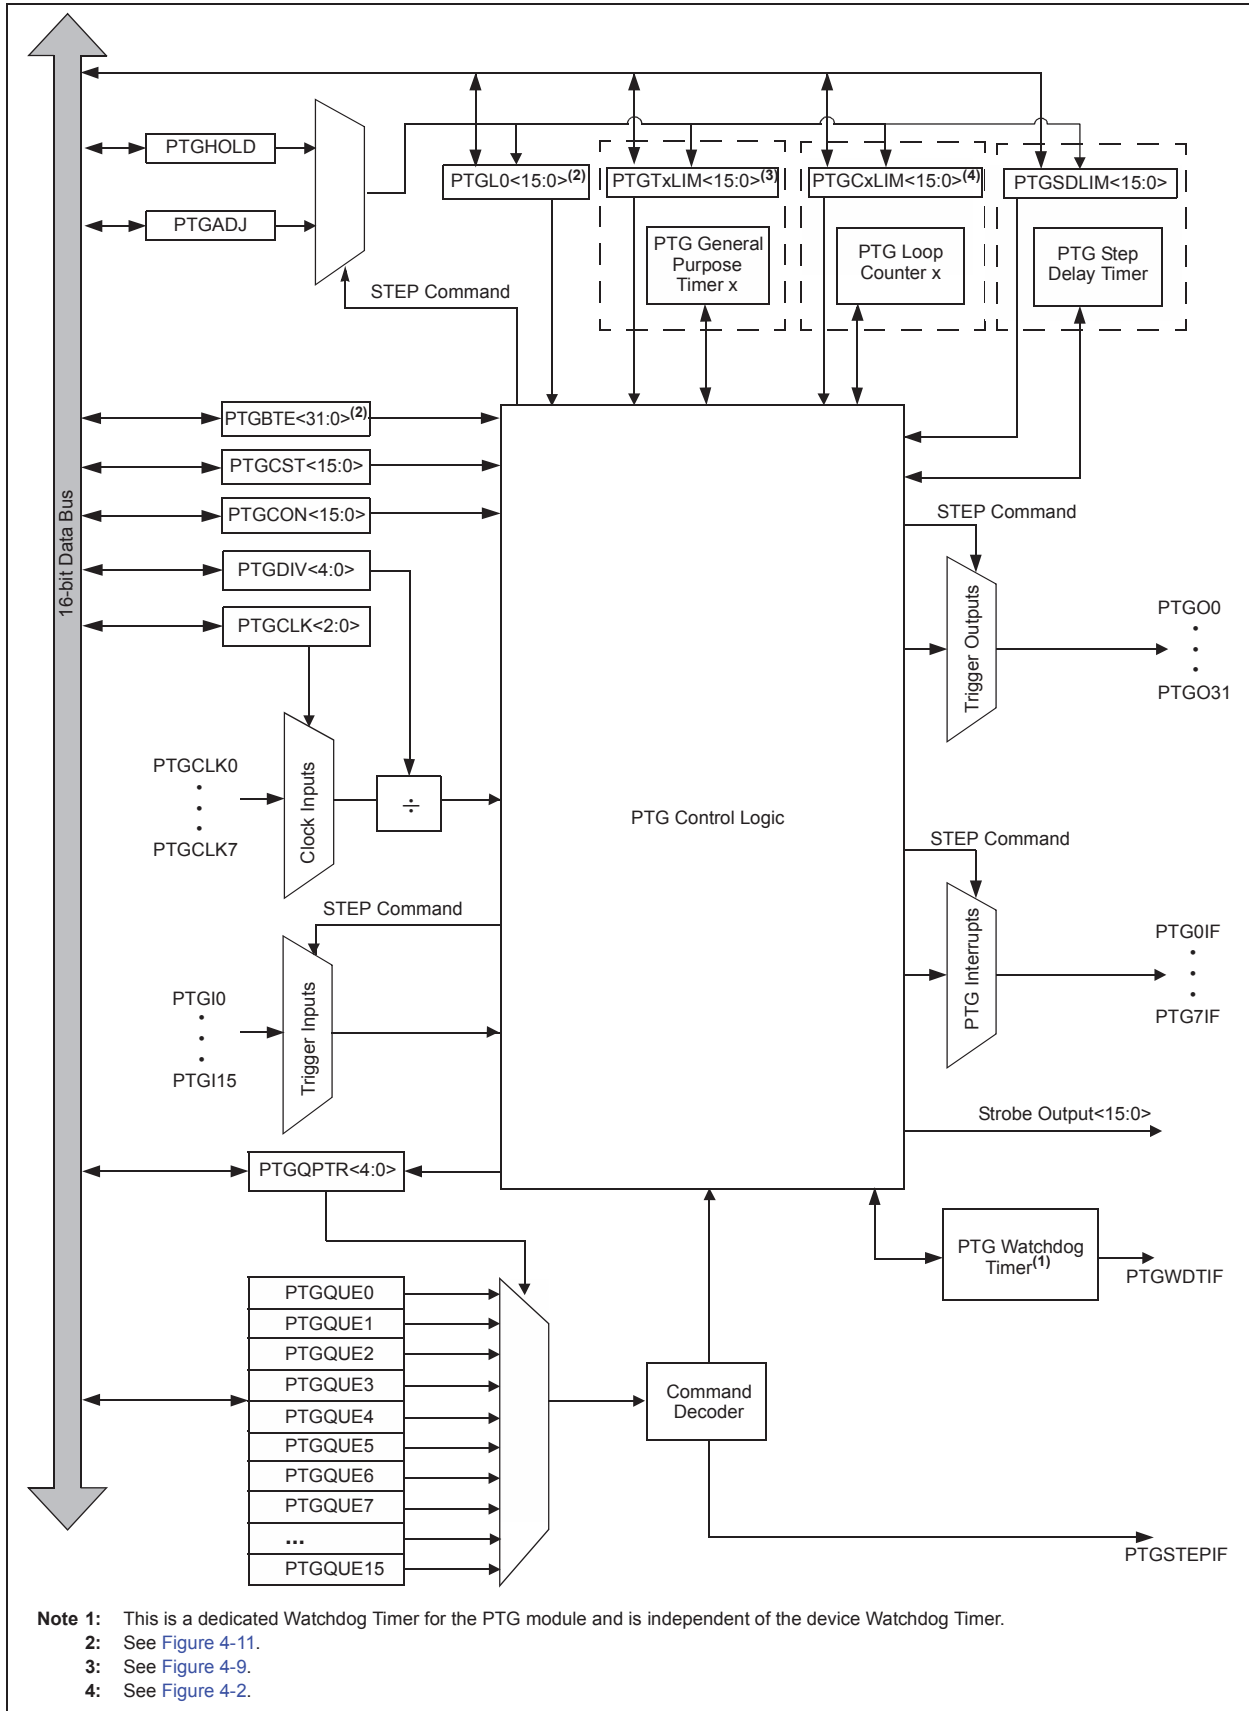 16-bit Data Bus
PTGHOLD
PTGADJ
STEP Command
PTGL0<15:0>(2)
PTGTxLIM<15:0>(3)
PTG General
Purpose
Timer x
PTGCxLIM<15:0>(4)
PTG Loop
Counter x
PTGSDLIM<15:0>
PTG Step
Delay Timer
PTGBTE<31:0>(2)
PTGCST<15:0>
PTGCON<15:0>
PTGDIV<4:0>
PTGCLK<2:0>
PTGCLK0
•
•
•
PTGCLK7
Clock Inputs
÷
PTG Control Logic
STEP Command
Trigger Outputs
PTGO0
•
•
•
PTGO31
STEP Command
PTG Interrupts
PTG0IF
•
•
•
PTG7IF
STEP Command
PTGI0
•
•
•
PTGI15
Trigger Inputs
Strobe Output<15:0>
PTGQPTR<4:0>
PTG Watchdog
Timer(1)
PTGWDTIF
PTGQUE0
PTGQUE1
PTGQUE2
PTGQUE3
PTGQUE4
PTGQUE5
PTGQUE6
PTGQUE7
...
PTGQUE15
Command
Decoder
PTGSTEPIF
Note 1: This is a dedicated Watchdog Timer for the PTG module and is independent of the device Watchdog Timer.
2: See Figure 4-11.
3: See Figure 4-9.
4: See Figure 4-2.